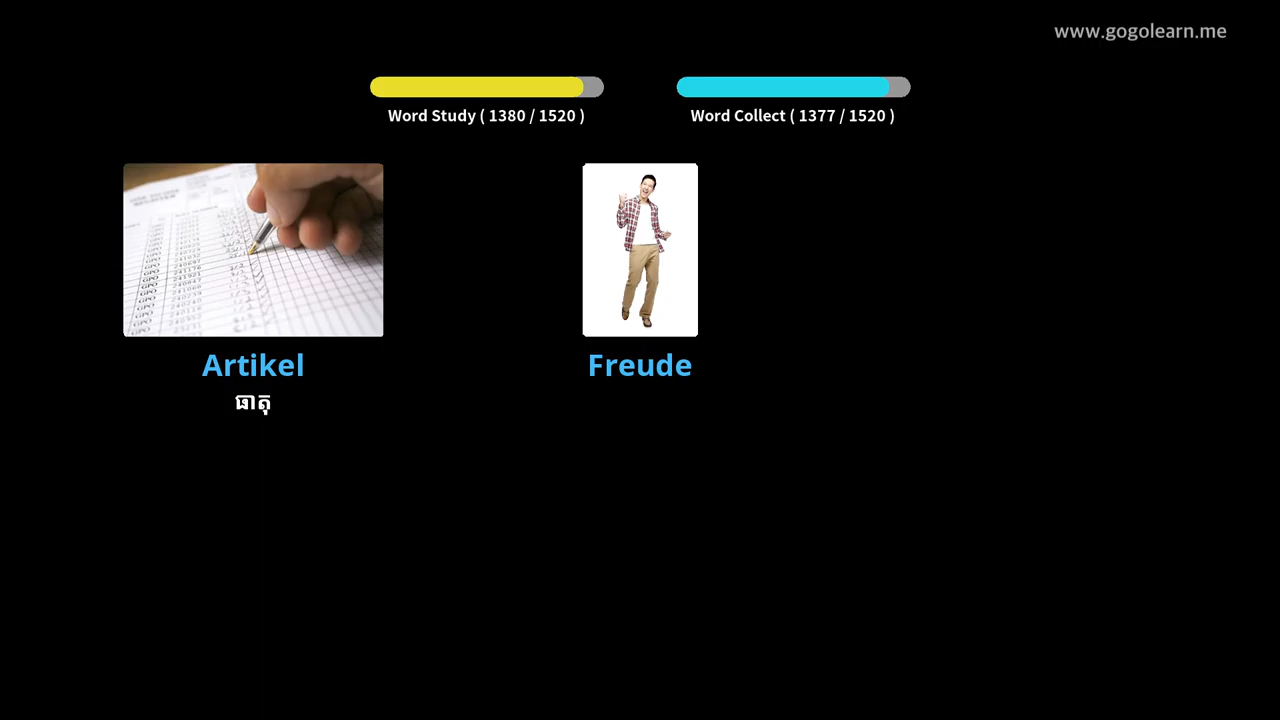 www.gogolearn.me
Word Study ( 1380 / 1520 )
Word Collect ( 1377 / 1520 )
Artikel
ធាតុ
Freude